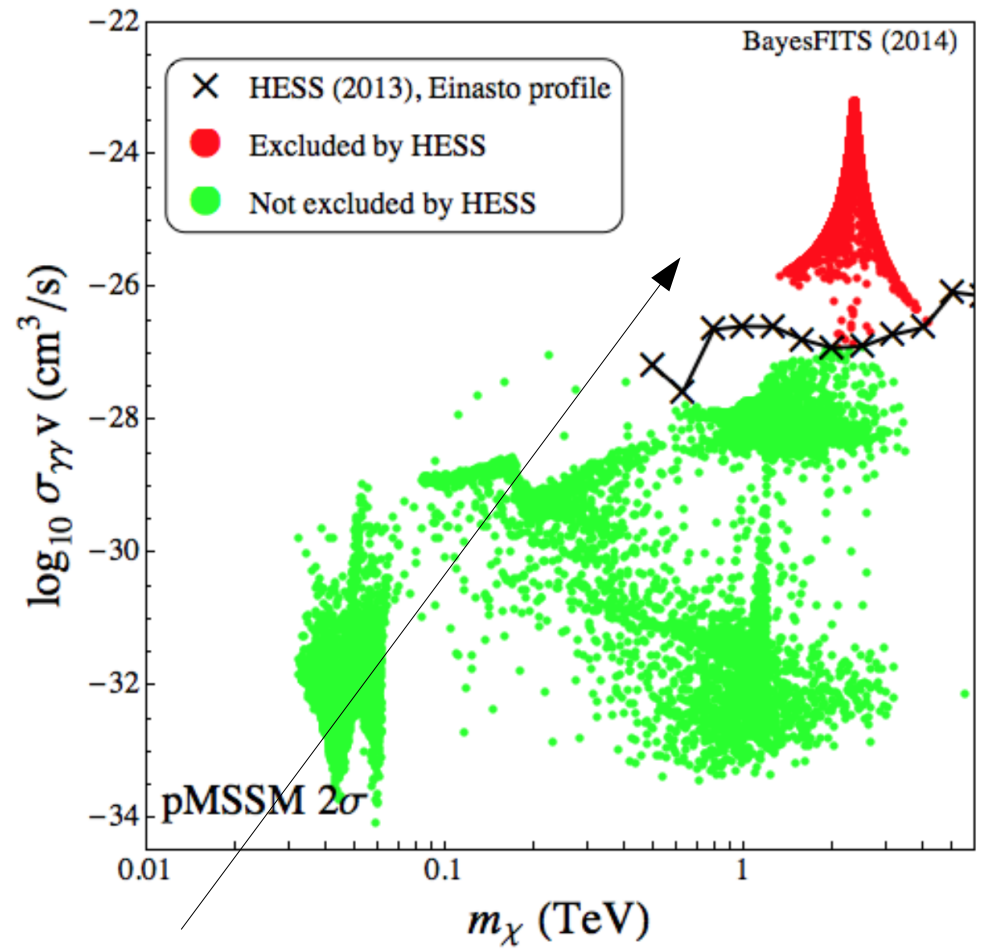 −22
BayesFITS (2014)
HESS (2013), Einasto profile
Excluded by HESS
Not excluded by HESS
−24
−26
−28
−30
−32
−34
log₁₀ σγγ v (cm³/s)
pMSSM 2σ
0.01
0.1
1
mχ (TeV)